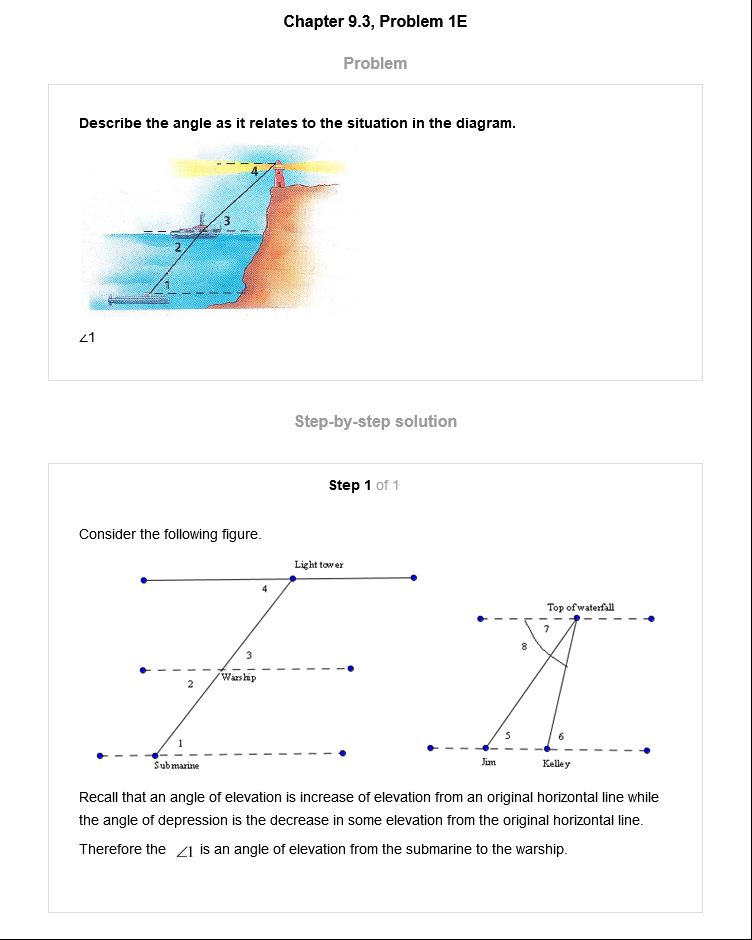 Chapter 9.3, Problem 1E
Problem
Describe the angle as it relates to the situation in the diagram.
4
3
2
1
∠1
Step-by-step solution
Step 1 of 1
Consider the following figure.
Light tower
4
Top of waterfall
7
8
3
Warship
2
5
6
1
Submarine
Jim
Kelley
Recall that an angle of elevation is increase of elevation from an original horizontal line while
the angle of depression is the decrease in some elevation from the original horizontal line.
Therefore the ∠1 is an angle of elevation from the submarine to the warship.